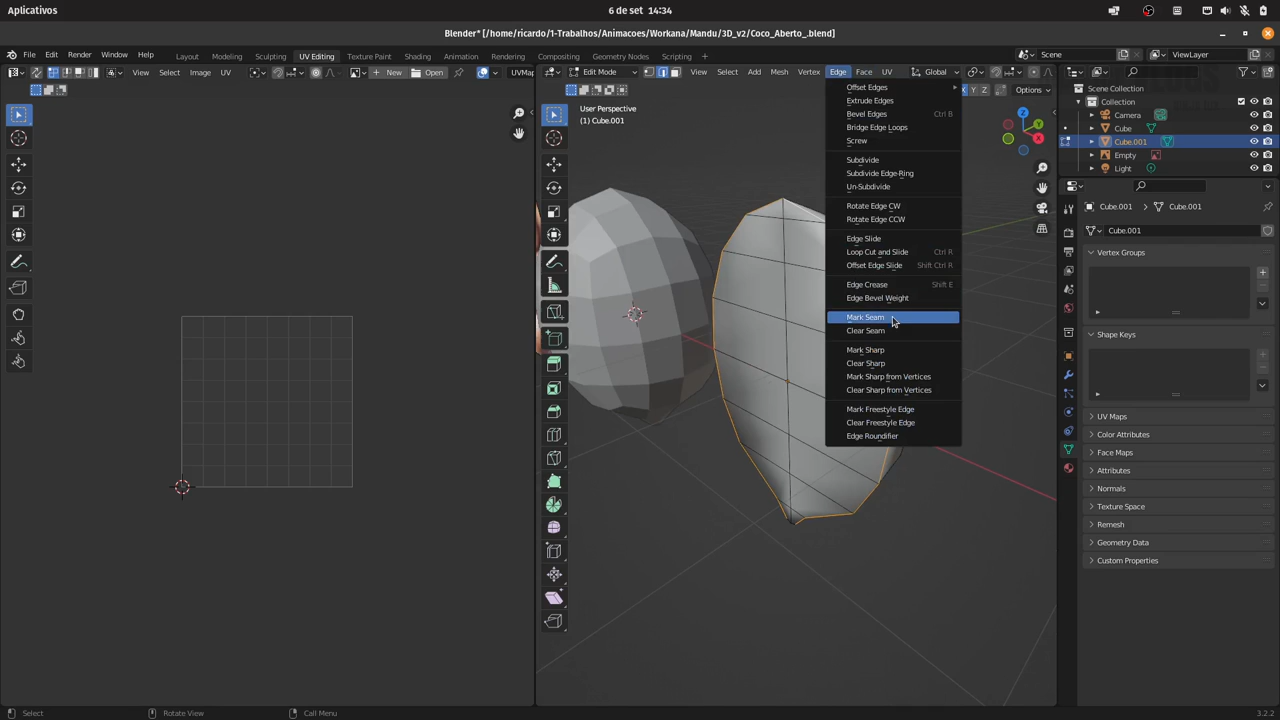 Aplicativos
6 de set 14:34
Blender* [/home/ricardo/1-Trabalhos/Animacoes/Workana/Mandu/3D_v2/Coco_Aberto_.blend]
File Edit Render Window Help
Layout Modeling Sculpting UV Editing Texture Paint Shading Animation Rendering Compositing Geometry Nodes Scripting
Scene
ViewLayer
View Select Image UV
New
Open
UVMap
Edit Mode
View Select Add Mesh Vertex Edge Face UV
Global
X Y Z
Options
User Perspective
(1) Cube.001
Offset Edges
Extrude Edges
Bevel Edges Ctrl B
Bridge Edge Loops
Screw
Subdivide
Subdivide Edge-Ring
Un-Subdivide
Rotate Edge CW
Rotate Edge CCW
Edge Slide
Loop Cut and Slide Ctrl R
Offset Edge Slide Shift Ctrl R
Edge Crease Shift E
Edge Bevel Weight
Mark Seam
Clear Seam
Mark Sharp
Clear Sharp
Mark Sharp from Vertices
Clear Sharp from Vertices
Mark Freestyle Edge
Clear Freestyle Edge
Edge Roundifier
Z
Y
X
Scene Collection
Collection
Camera
Cube
Cube.001
Empty
Light
Cube.001 Cube.001
Cube.001
Vertex Groups
Shape Keys
UV Maps
Color Attributes
Face Maps
Attributes
Normals
Texture Space
Remesh
Geometry Data
Custom Properties
Select
Rotate View
Call Menu
3.2.2